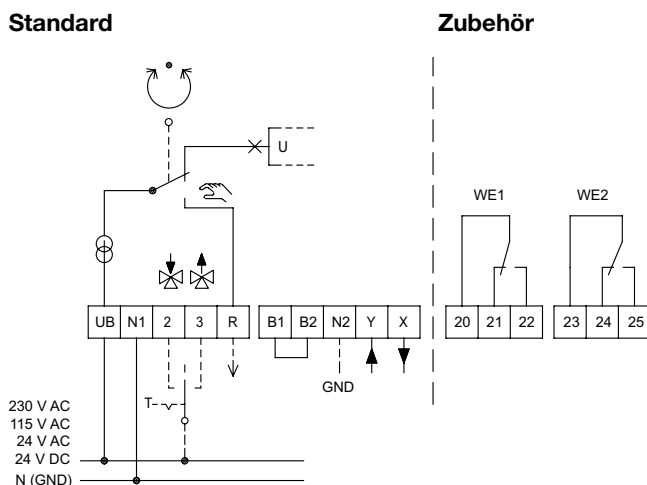 Standard
Zubehör
U
WE1
WE2
UB N1 2 3 R
B1 B2 N2 Y X
20 21 22
23 24 25
GND
T
230 V AC
115 V AC
24 V AC
24 V DC
N (GND)